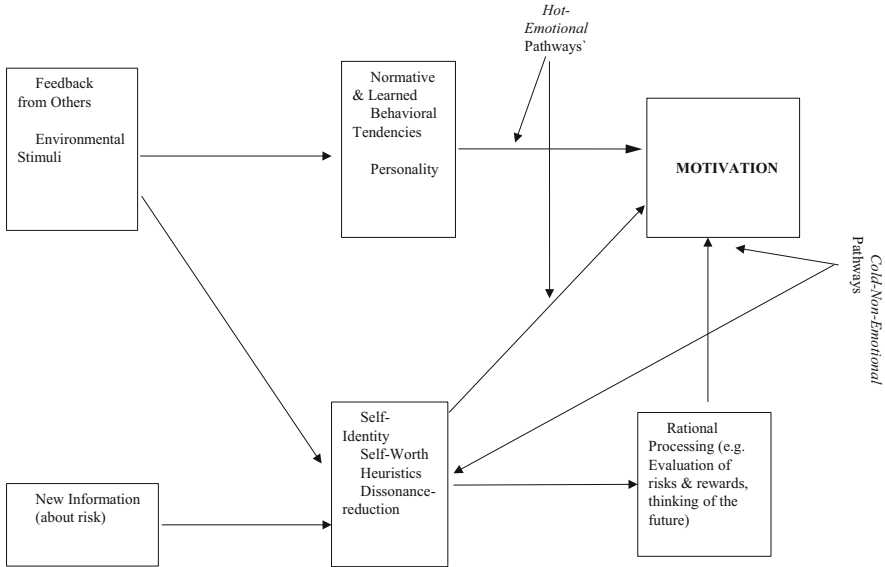 Hot-
Emotional
Pathways`
Feedback
from Others
Environmental
Stimuli
Normative
& Learned
Behavioral
Tendencies
Personality
MOTIVATION
Cold-Non-Emotional
Pathways
Self-
Identity
Self-Worth
Heuristics
Dissonance-
reduction
Rational
Processing (e.g.
Evaluation of
risks & rewards,
thinking of the
future)
New Information
(about risk)